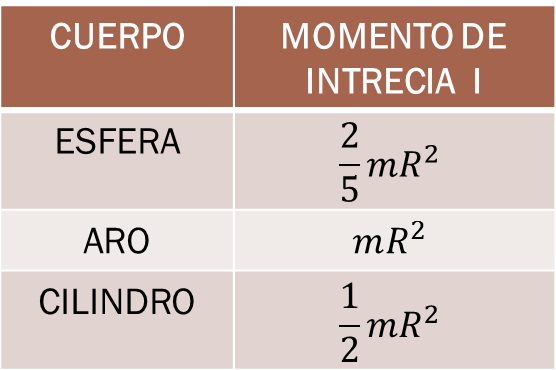 CUERPO
MOMENTO DE
INTRECIA I
ESFERA
2/5 mR²
ARO
mR²
CILINDRO
1/2 mR²